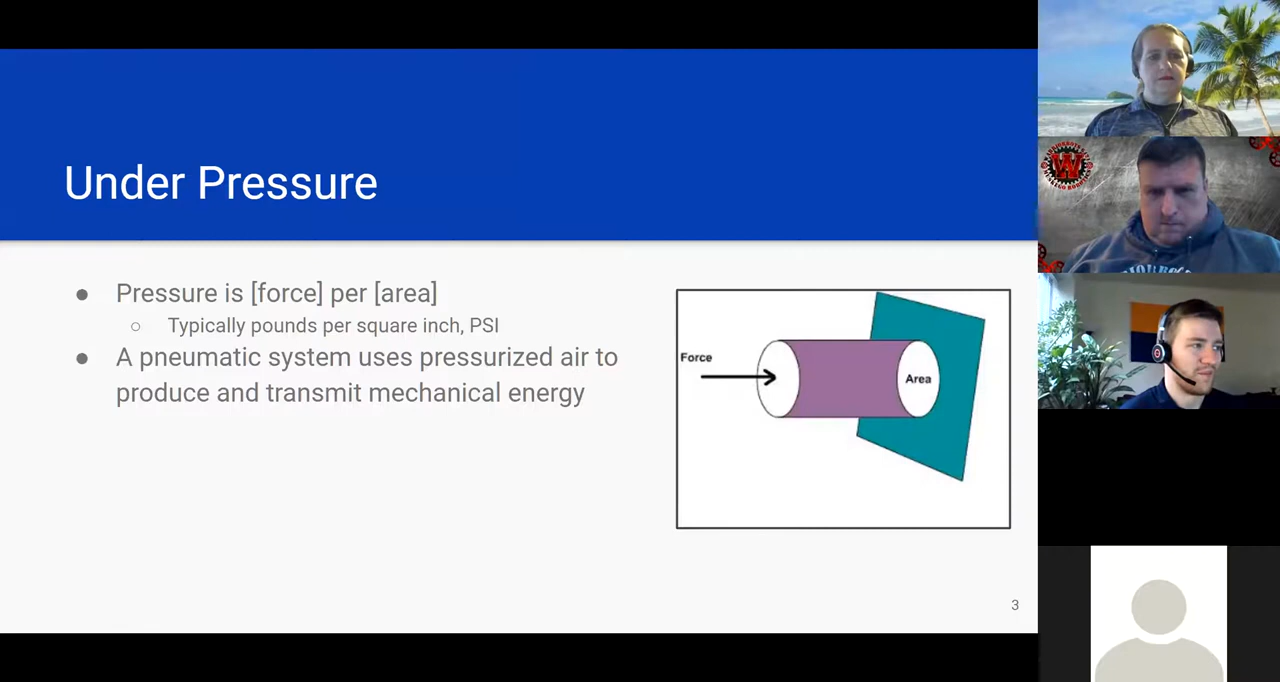 Under Pressure
● Pressure is [force] per [area]
○ Typically pounds per square inch, PSI
● A pneumatic system uses pressurized air to
produce and transmit mechanical energy
Force
Area
3
W